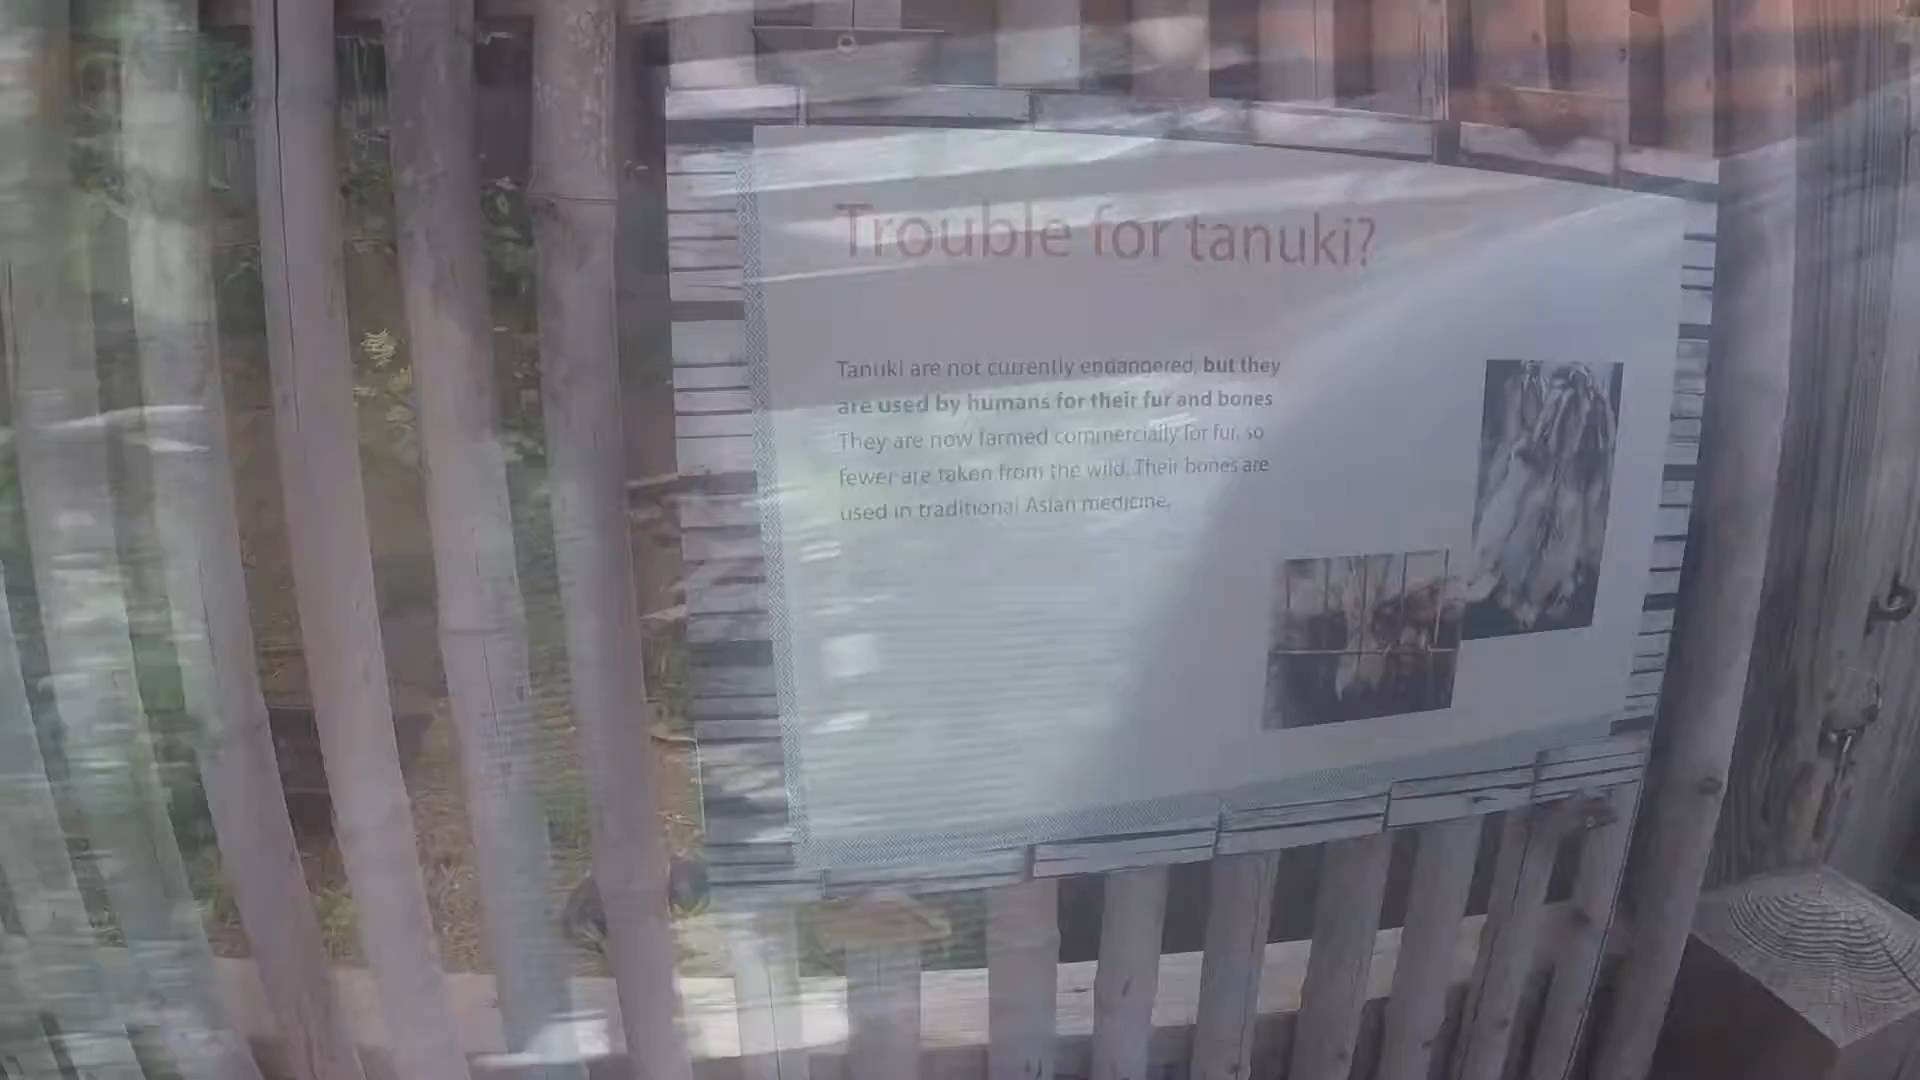 Trouble for tanuki?
Tanuki are not currently endangered, but they
are used by humans for their fur and bones
They are now farmed commercially for fur, so
fewer are taken from the wild. Their bones are
used in traditional Asian medicine.